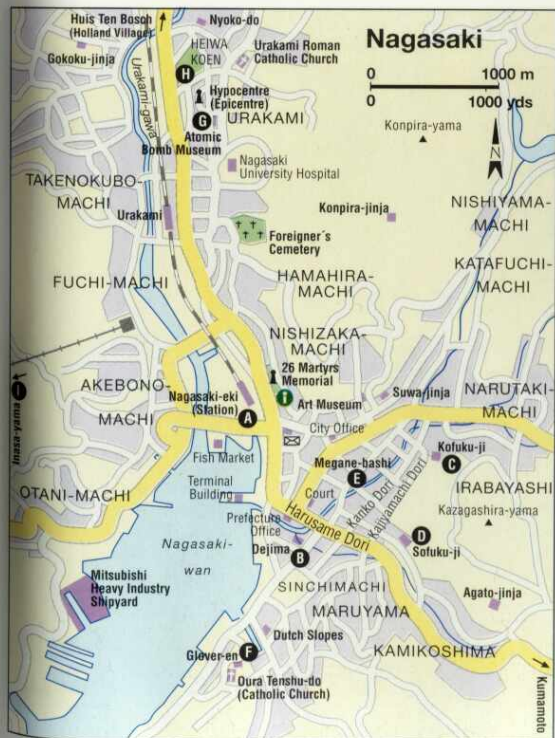 Huis Ten Bosch
(Holland Village)
Nyoko-do
Nagasaki
Gokoku-jinja
HEIWA
KOEN
Urakami Roman
Catholic Church
H
0
1000 m
0
1000 yds
Urakami-gawa
Hypocentre
(Epicentre)
G
URAKAMI
Atomic
Bomb Museum
Konpira-yama
N
Nagasaki
University Hospital
TAKENOKUBO-
MACHI
Konpira-jinja
NISHIYAMA-
MACHI
Urakami
Foreigner's
Cemetery
KATAFUCHI-
MACHI
FUCHI-MACHI
HAMAHIRA-
MACHI
NISHIZAKA-
MACHI
26 Martyrs
Memorial
AKEBONO-
MACHI
Nagasaki-eki
(Station)
A
i
Art Museum
Suwa-jinja
NARUTAKI-
MACHI
I
Inasa-yama
City Office
Fish Market
Megane-bashi
E
Kofuku-ji
C
Terminal
Building
OTANI-MACHI
Court
Kanko Dori
Kajiyamachi Dori
IRABAYASHI
Kazagashira-yama
Prefecture
Office
Harusame Dori
Nagasaki-
wan
Dejima
B
D
Sofuku-ji
Mitsubishi
Heavy Industry
Shipyard
SINCHIMACHI
MARUYAMA
Agato-jinja
Dutch Slopes
KAMIKOSHIMA
Glover-en
F
Oura Tenshu-do
(Catholic Church)
Kumamoto